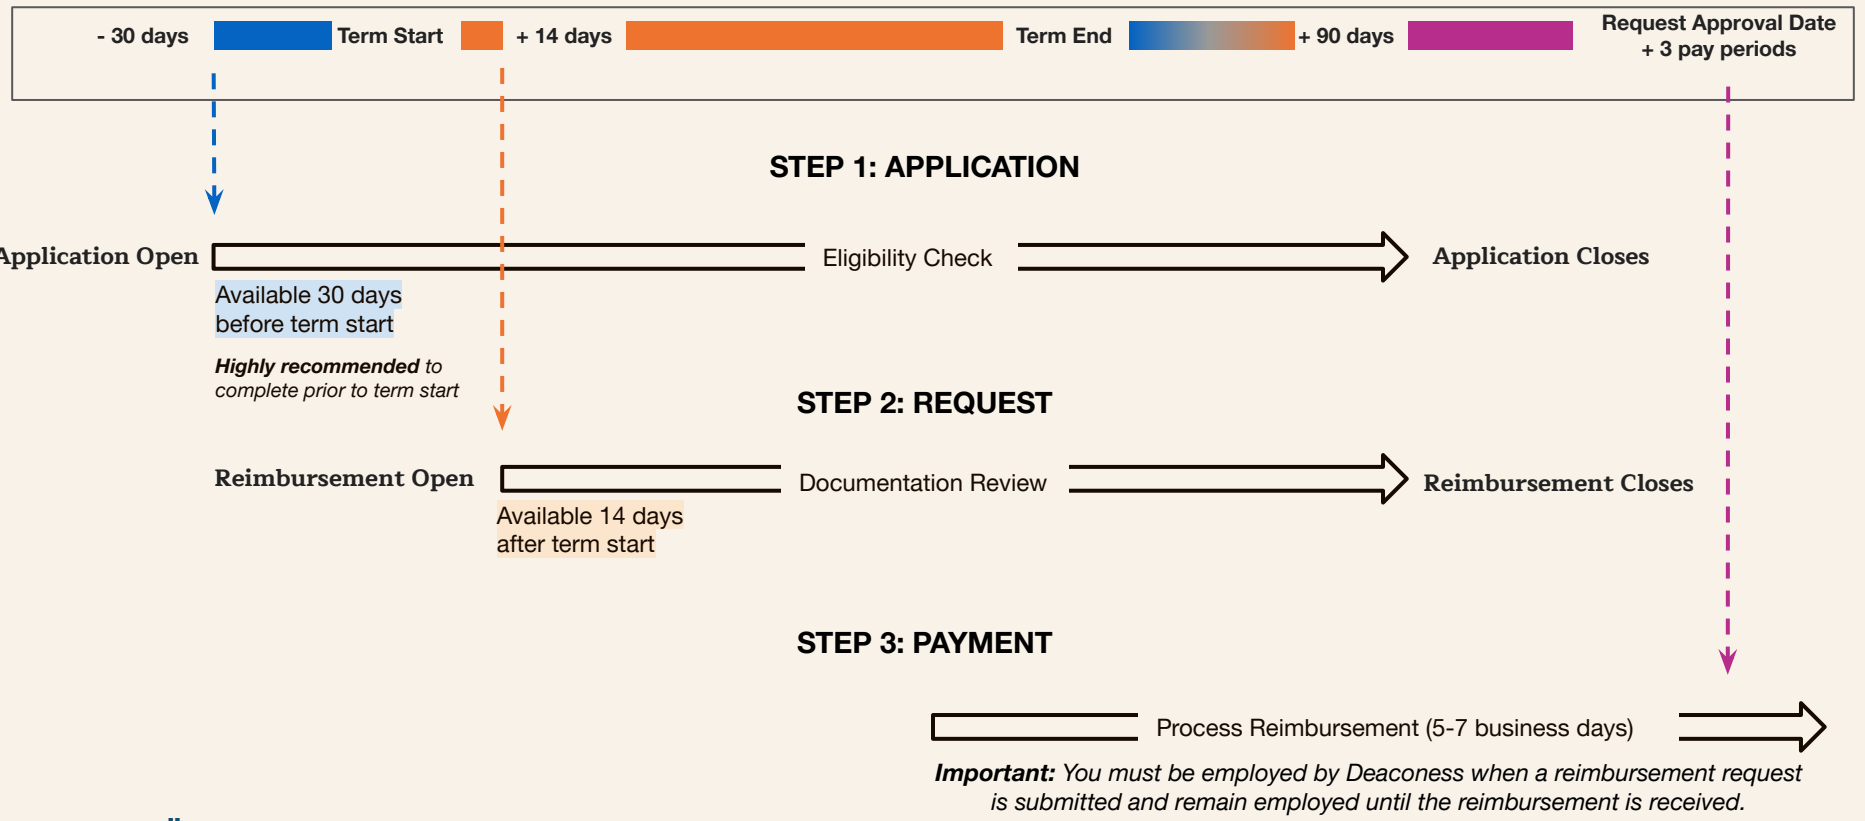 - 30 days
Term Start
+ 14 days
Term End
+ 90 days
Request Approval Date
+ 3 pay periods
STEP 1: APPLICATION
Application Open
Eligibility Check
Application Closes
Available 30 days
before term start
Highly recommended to
complete prior to term start
STEP 2: REQUEST
Reimbursement Open
Documentation Review
Reimbursement Closes
Available 14 days
after term start
STEP 3: PAYMENT
Process Reimbursement (5-7 business days)
Important: You must be employed by Deaconess when a reimbursement request
is submitted and remain employed until the reimbursement is received.